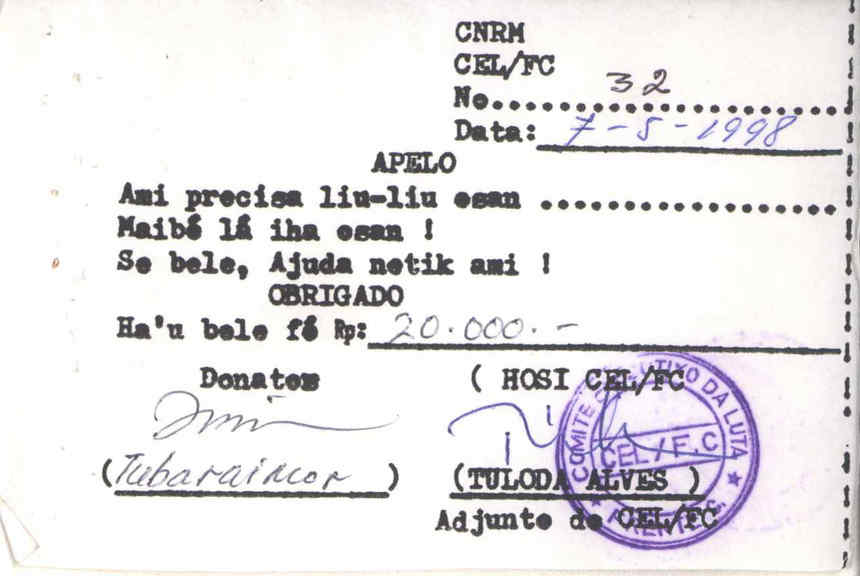 CNRM
CEL/FC
No. 32
Data: 7-5-1998
APELO
Ami precisa liu-liu osan ......................
Maibé lá iha osan !
Se bele, Ajuda netik ami !
OBRIGADO
Ha'u bele fó Rp: 20.000.-
Donator ( HOSI CEL/FC
(Tubaraimor) (TULODA ALVES )
Adjunto do CEL/FC
COMITE EXECUTIVO DA LUTA
CEL/F.C